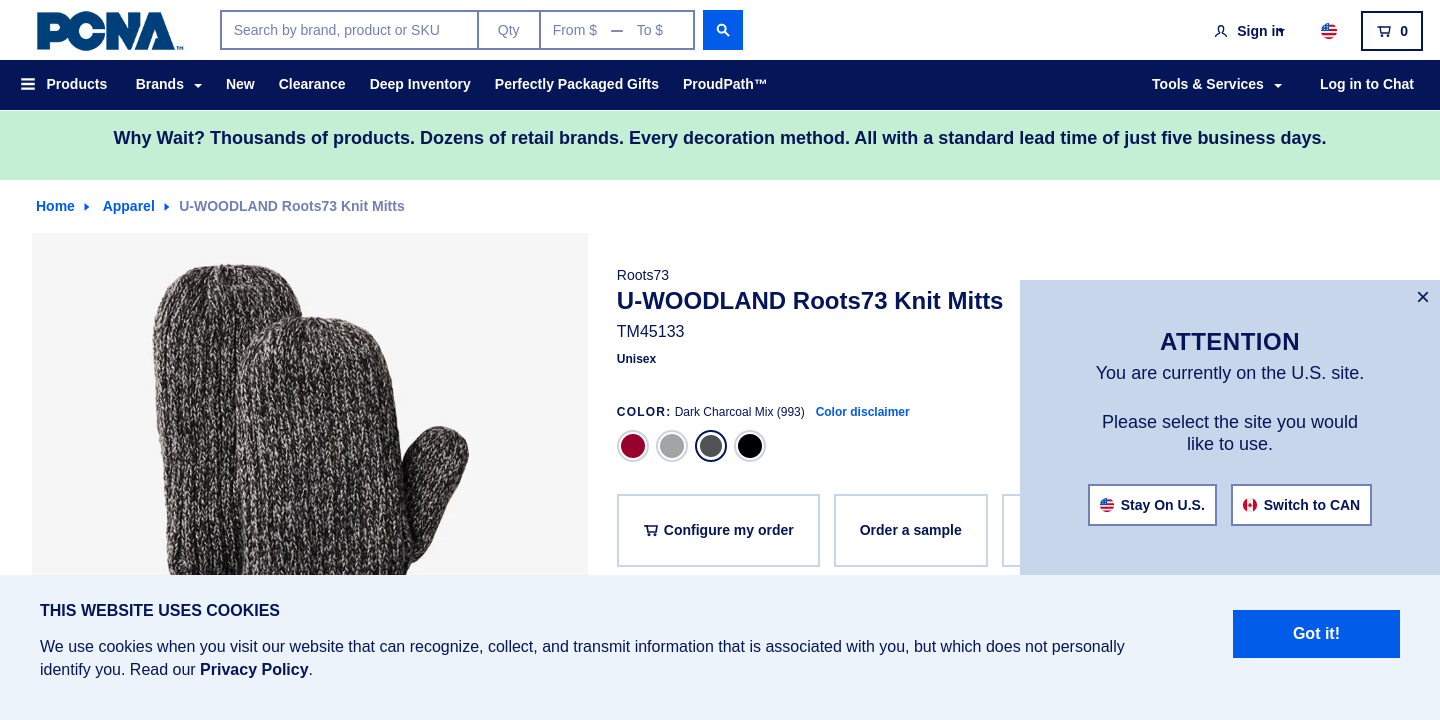 PCNA™
Search by brand, product or SKU
Qty
From $ — To $
Sign in
0
Products
Brands
New
Clearance
Deep Inventory
Perfectly Packaged Gifts
ProudPath™
Tools & Services
Log in to Chat
Why Wait? Thousands of products. Dozens of retail brands. Every decoration method. All with a standard lead time of just five business days.
Home
Apparel
U-WOODLAND Roots73 Knit Mitts
Roots73
U-WOODLAND Roots73 Knit Mitts
TM45133
Unisex
COLOR: Dark Charcoal Mix (993) Color disclaimer
Configure my order
Order a sample
×
ATTENTION
You are currently on the U.S. site.
Please select the site you would
like to use.
Stay On U.S.
Switch to CAN
THIS WEBSITE USES COOKIES
We use cookies when you visit our website that can recognize, collect, and transmit information that is associated with you, but which does not personally
identify you. Read our Privacy Policy.
Got it!